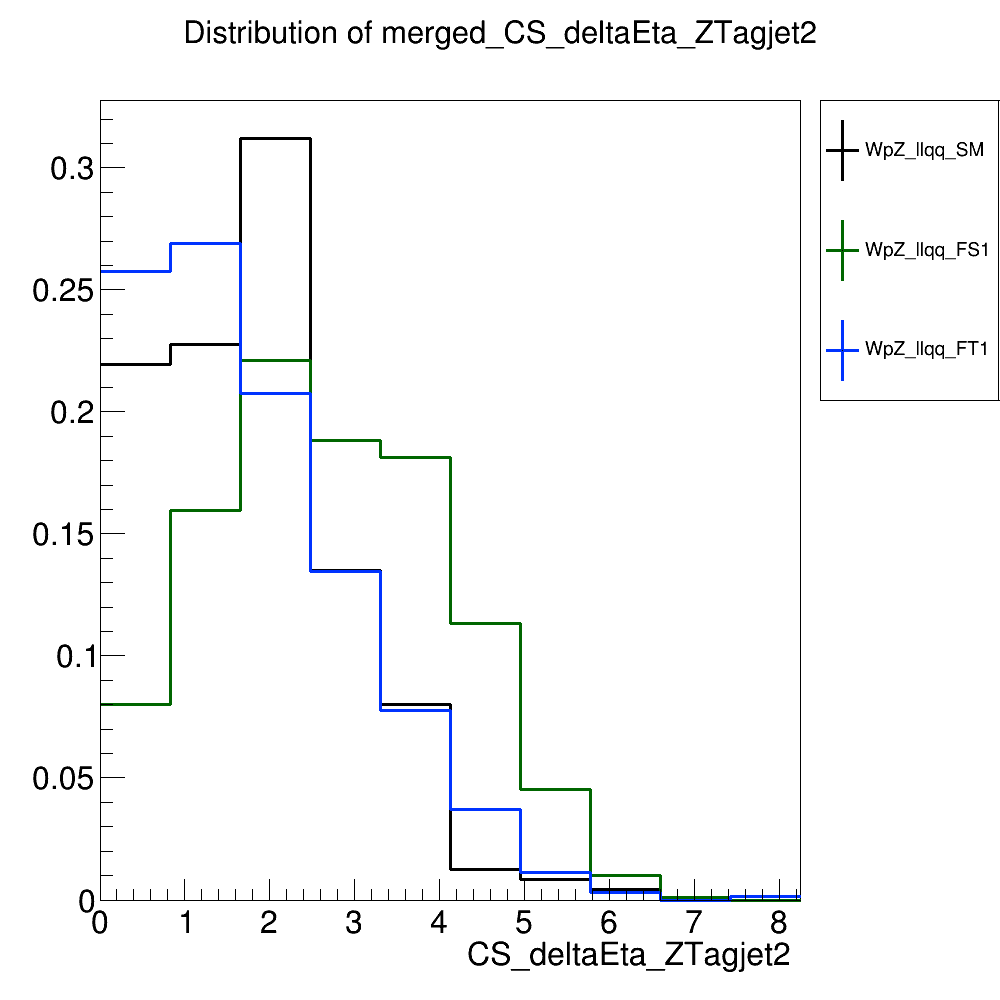 Distribution of merged_CS_deltaEta_ZTagjet2
WpZ_llqq_SM
WpZ_llqq_FS1
WpZ_llqq_FT1
0.3
0.25
0.2
0.15
0.1
0.05
0
0 1 2 3 4 5 6 7 8
CS_deltaEta_ZTagjet2